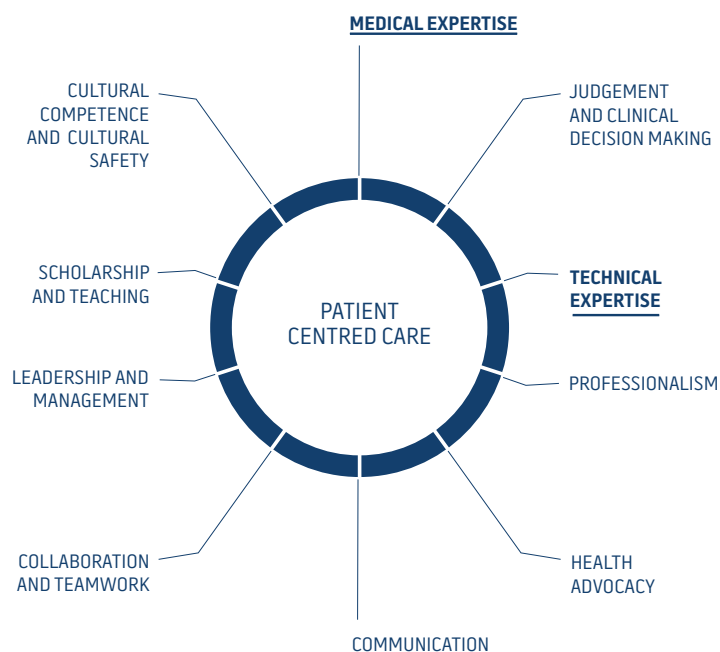 MEDICAL EXPERTISE
JUDGEMENT
AND CLINICAL
DECISION MAKING
TECHNICAL
EXPERTISE
PROFESSIONALISM
HEALTH
ADVOCACY
COMMUNICATION
COLLABORATION
AND TEAMWORK
LEADERSHIP AND
MANAGEMENT
SCHOLARSHIP
AND TEACHING
CULTURAL
COMPETENCE
AND CULTURAL
SAFETY
PATIENT
CENTRED CARE